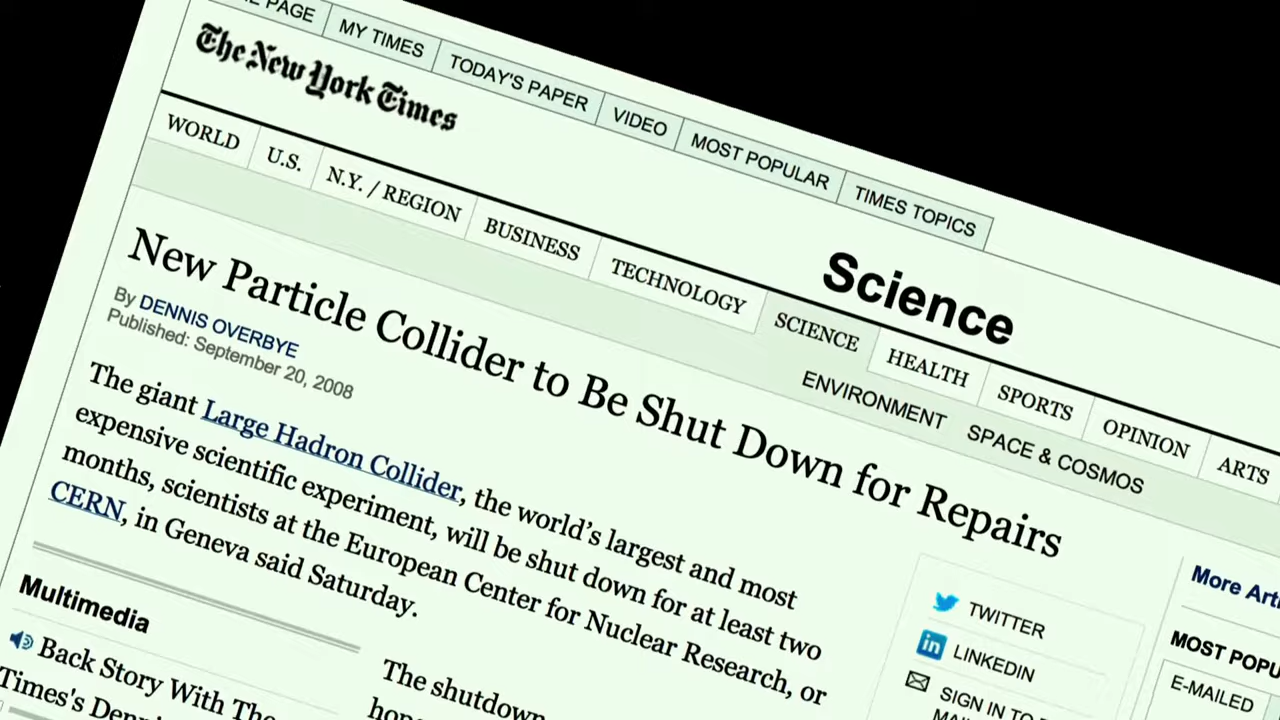 PAGE
MY TIMES
TODAY'S PAPER
VIDEO
MOST POPULAR
TIMES TOPICS
The New York Times
Science
WORLD
U.S.
N.Y. / REGION
BUSINESS
TECHNOLOGY
SCIENCE
HEALTH
SPORTS
OPINION
ARTS
ENVIRONMENT
SPACE & COSMOS
New Particle Collider to Be Shut Down for Repairs
By DENNIS OVERBYE
Published: September 20, 2008
The giant Large Hadron Collider, the world's largest and most
expensive scientific experiment, will be shut down for at least two
months, scientists at the European Center for Nuclear Research, or
CERN, in Geneva said Saturday.
Multimedia
Back Story With The
Times's
The shutdown
TWITTER
LINKEDIN
SIGN IN TO
More
MOST
E-MAILED